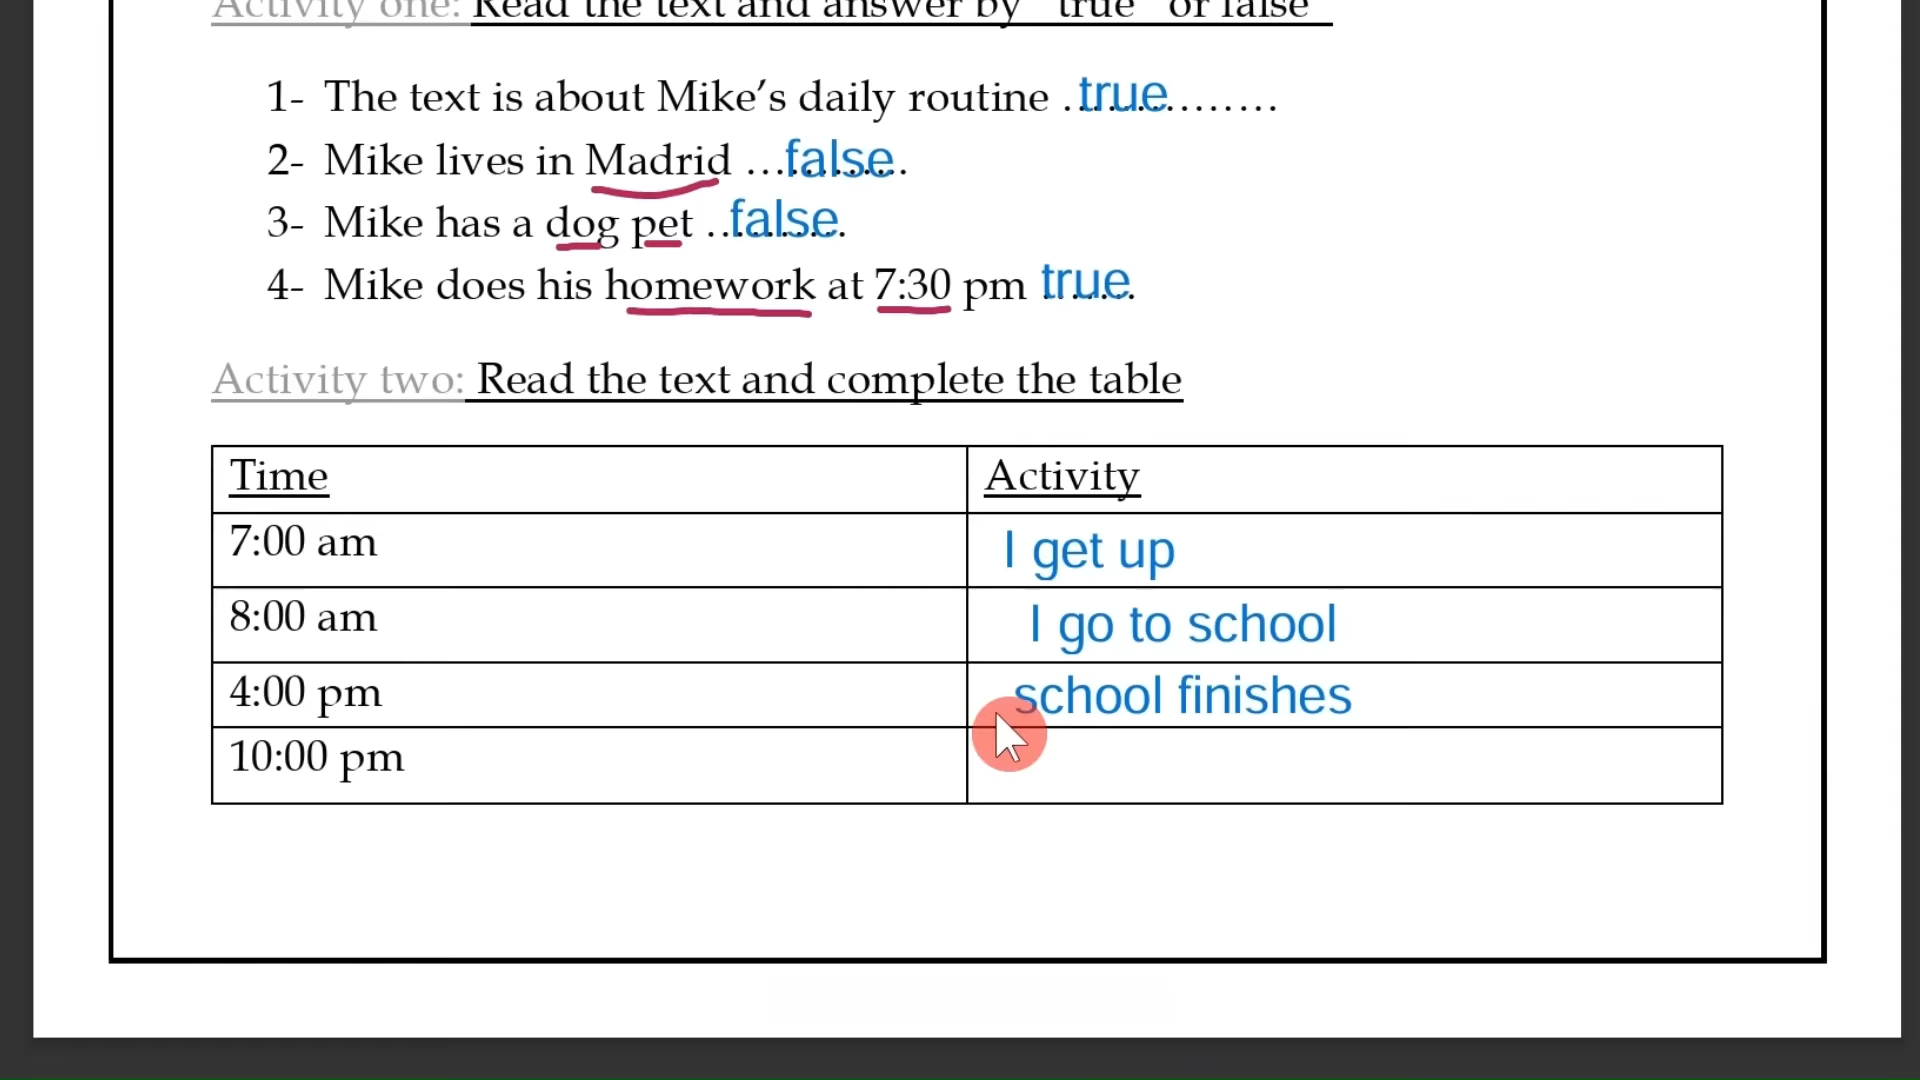 Activity one: Read the text and answer by "true" or false"
1- The text is about Mike's daily routine .true..............
2- Mike lives in Madrid ...false.
3- Mike has a dog pet ..false.
4- Mike does his homework at 7:30 pm true.
Activity two: Read the text and complete the table
Time Activity
7:00 am I get up
8:00 am I go to school
4:00 pm school finishes
10:00 pm